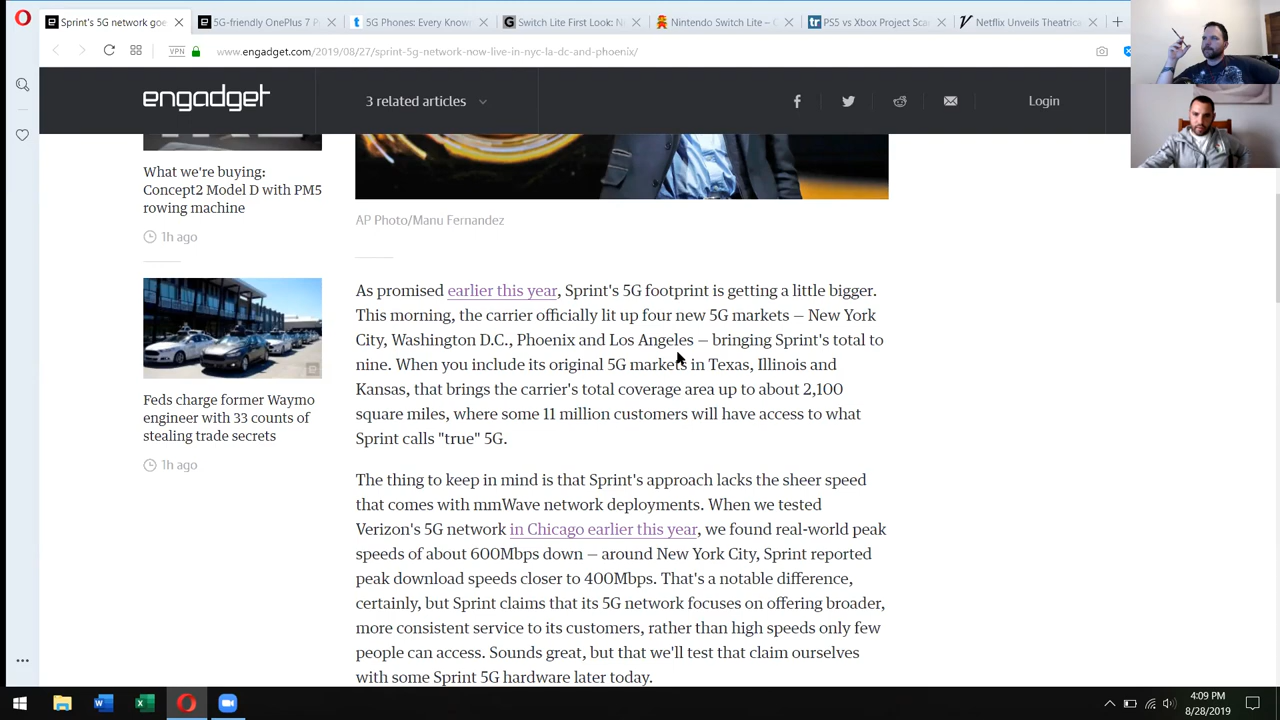 Sprint's 5G network goe
5G-friendly OnePlus 7 P
5G Phones: Every Known
Switch Lite First Look: Ni
Nintendo Switch Lite – C
PS5 vs Xbox Project Scar
Netflix Unveils Theatrica
VPN
www.engadget.com/2019/08/27/sprint-5g-network-now-live-in-nyc-la-dc-and-phoenix/
engadget
3 related articles
Login
What we're buying:
Concept2 Model D with PM5
rowing machine
1h ago
Feds charge former Waymo
engineer with 33 counts of
stealing trade secrets
1h ago
AP Photo/Manu Fernandez
As promised earlier this year, Sprint's 5G footprint is getting a little bigger.
This morning, the carrier officially lit up four new 5G markets — New York
City, Washington D.C., Phoenix and Los Angeles — bringing Sprint's total to
nine. When you include its original 5G markets in Texas, Illinois and
Kansas, that brings the carrier's total coverage area up to about 2,100
square miles, where some 11 million customers will have access to what
Sprint calls "true" 5G.
The thing to keep in mind is that Sprint's approach lacks the sheer speed
that comes with mmWave network deployments. When we tested
Verizon's 5G network in Chicago earlier this year, we found real-world peak
speeds of about 600Mbps down — around New York City, Sprint reported
peak download speeds closer to 400Mbps. That's a notable difference,
certainly, but Sprint claims that its 5G network focuses on offering broader,
more consistent service to its customers, rather than high speeds only few
people can access. Sounds great, but that we'll test that claim ourselves
with some Sprint 5G hardware later today.
4:09 PM
8/28/2019